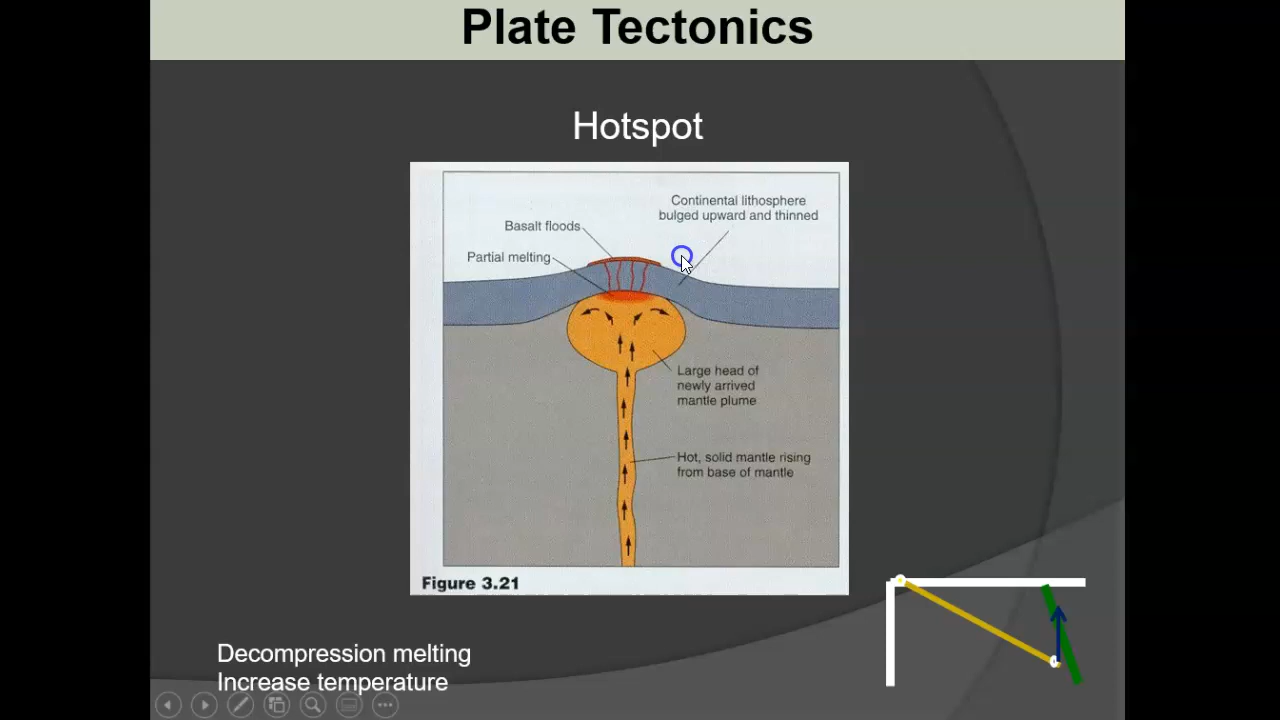 Plate Tectonics
Hotspot
Continental lithosphere
bulged upward and thinned
Basalt floods
Partial melting
Large head of
newly arrived
mantle plume
Hot, solid mantle rising
from base of mantle
Figure 3.21
Decompression melting
Increase temperature